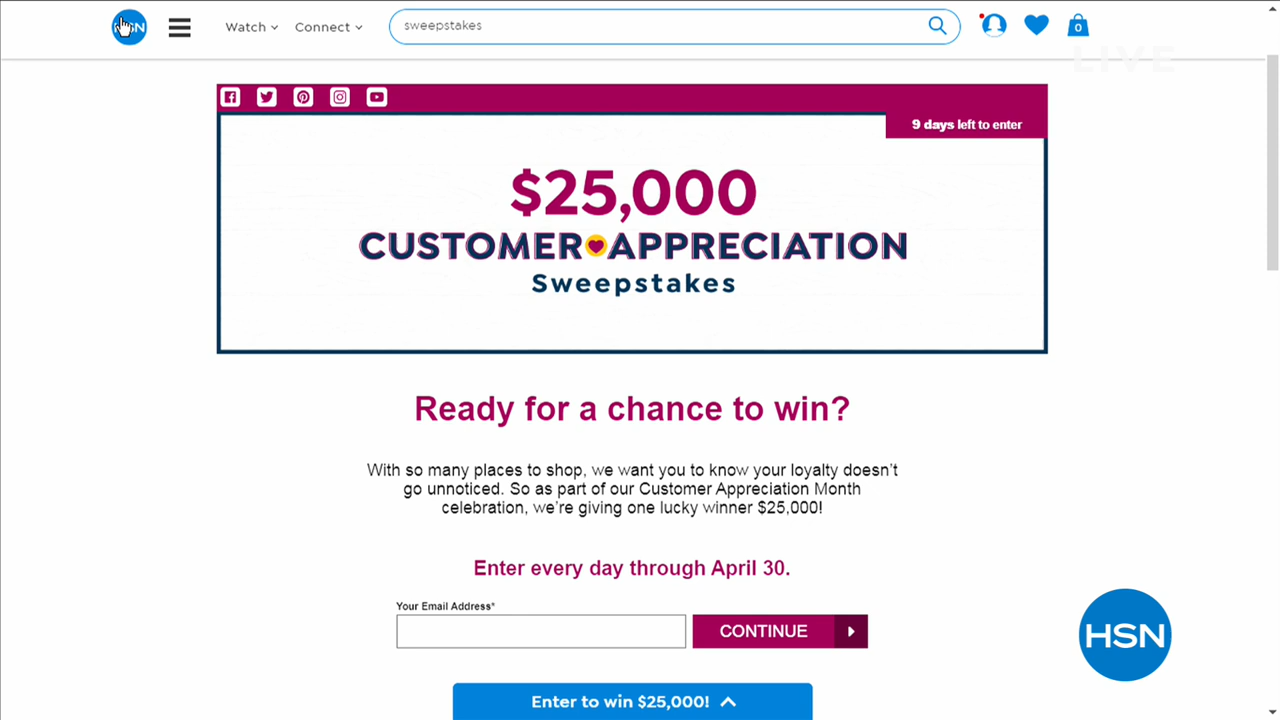 Watch
Connect
sweepstakes
0
LIVE
9 days left to enter
$25,000
CUSTOMER APPRECIATION
Sweepstakes
Ready for a chance to win?
With so many places to shop, we want you to know your loyalty doesn't
go unnoticed. So as part of our Customer Appreciation Month
celebration, we're giving one lucky winner $25,000!
Enter every day through April 30.
Your Email Address*
CONTINUE
HSN
Enter to win $25,000!